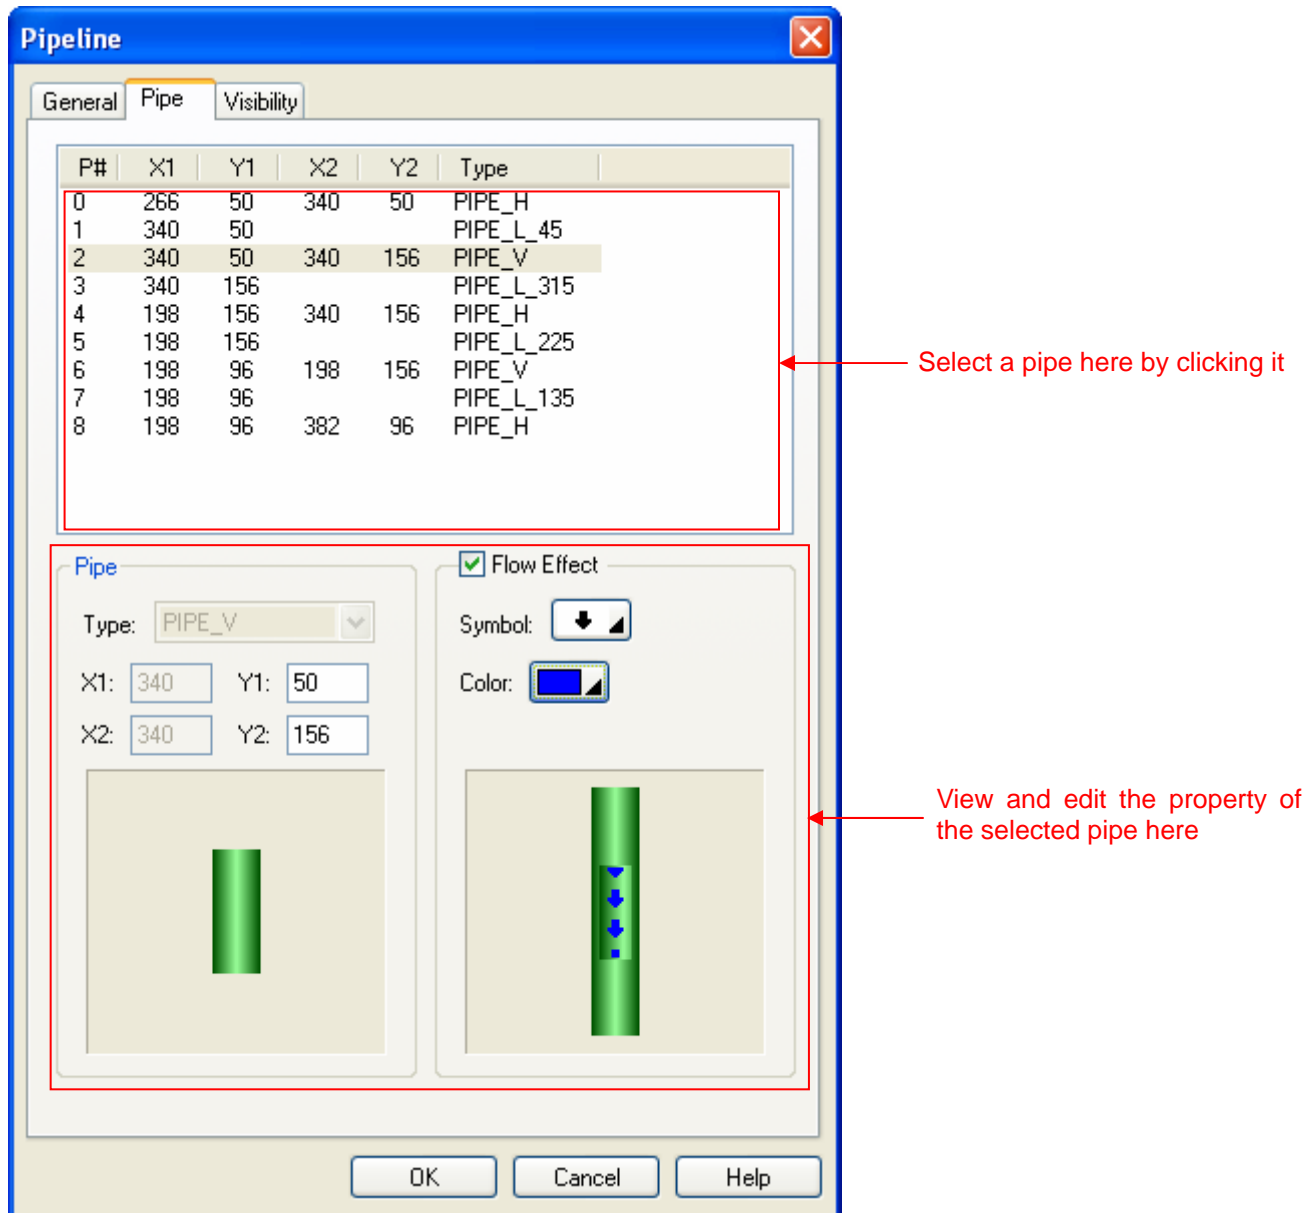 Pipeline
General Pipe Visibility
P# X1 Y1 X2 Y2 Type
0 266 50 340 50 PIPE_H
1 340 50 PIPE_L_45
2 340 50 340 156 PIPE_V
3 340 156 PIPE_L_315
4 198 156 340 156 PIPE_H
5 198 156 PIPE_L_225
6 198 96 198 156 PIPE_V
7 198 96 PIPE_L_135
8 198 96 382 96 PIPE_H
Select a pipe here by clicking it
Pipe
Type: PIPE_V
X1: 340 Y1: 50
X2: 340 Y2: 156
Flow Effect
Symbol:
Color:
View and edit the property of
the selected pipe here
OK Cancel Help